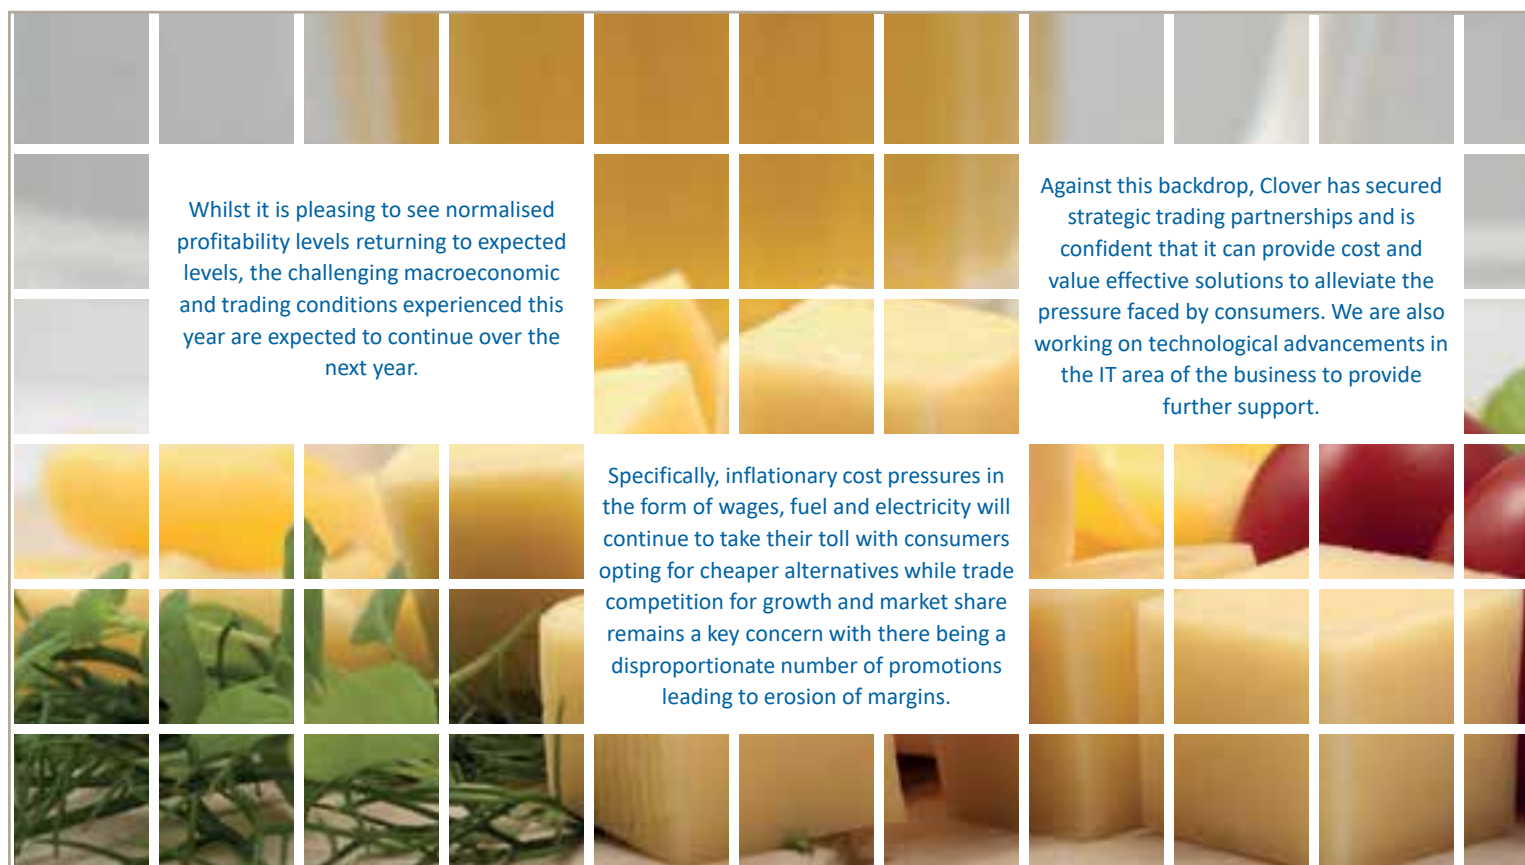 Whilst it is pleasing to see normalised
profitability levels returning to expected
levels, the challenging macroeconomic
and trading conditions experienced this
year are expected to continue over the
next year.
Specifically, inflationary cost pressures in
the form of wages, fuel and electricity will
continue to take their toll with consumers
opting for cheaper alternatives while trade
competition for growth and market share
remains a key concern with there being a
disproportionate number of promotions
leading to erosion of margins.
Against this backdrop, Clover has secured
strategic trading partnerships and is
confident that it can provide cost and
value effective solutions to alleviate the
pressure faced by consumers. We are also
working on technological advancements in
the IT area of the business to provide
further support.